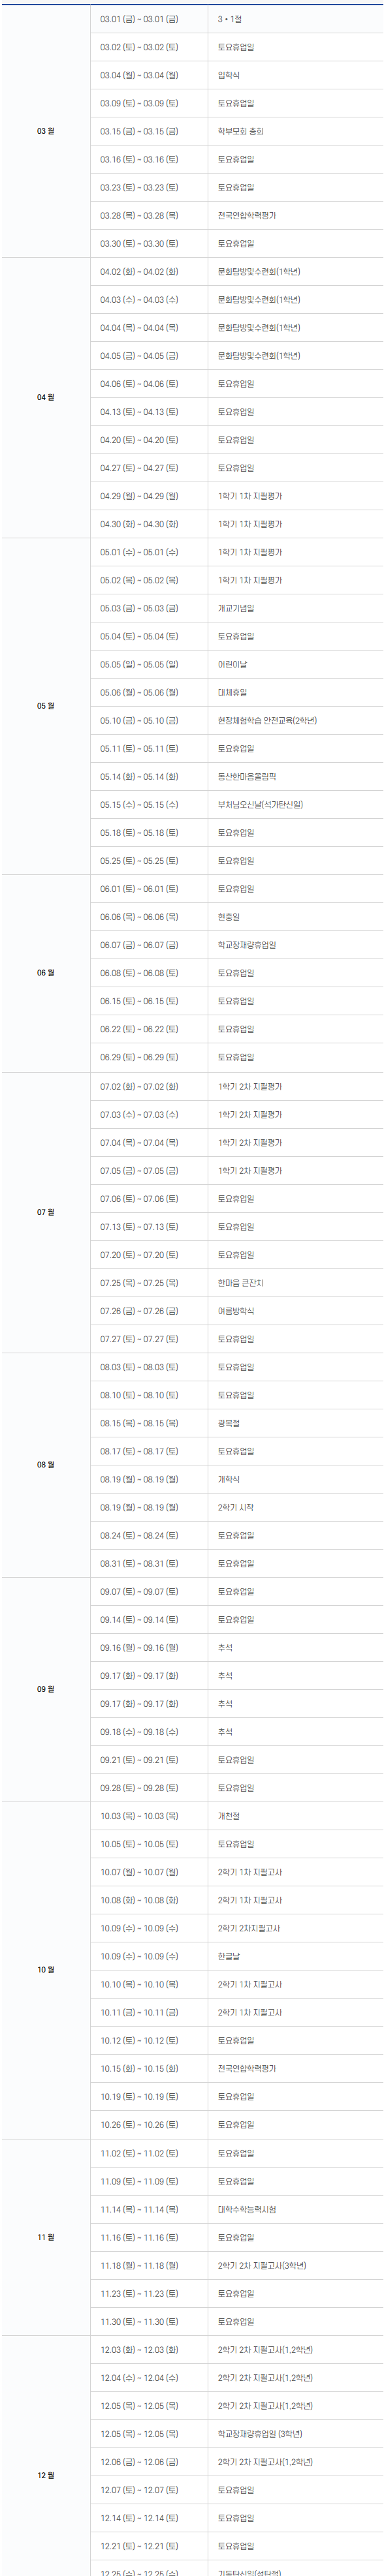 03 월
03.01 (금) ~ 03.01 (금) 3 • 1절
03.02 (토) ~ 03.02 (토) 토요휴업일
03.04 (월) ~ 03.04 (월) 입학식
03.09 (토) ~ 03.09 (토) 토요휴업일
03.15 (금) ~ 03.15 (금) 학부모회 총회
03.16 (토) ~ 03.16 (토) 토요휴업일
03.23 (토) ~ 03.23 (토) 토요휴업일
03.28 (목) ~ 03.28 (목) 전국연합학력평가
03.30 (토) ~ 03.30 (토) 토요휴업일
04 월
04.02 (화) ~ 04.02 (화) 문화탐방및수련회(1학년)
04.03 (수) ~ 04.03 (수) 문화탐방및수련회(1학년)
04.04 (목) ~ 04.04 (목) 문화탐방및수련회(1학년)
04.05 (금) ~ 04.05 (금) 문화탐방및수련회(1학년)
04.06 (토) ~ 04.06 (토) 토요휴업일
04.13 (토) ~ 04.13 (토) 토요휴업일
04.20 (토) ~ 04.20 (토) 토요휴업일
04.27 (토) ~ 04.27 (토) 토요휴업일
04.29 (월) ~ 04.29 (월) 1학기 1차 지필평가
04.30 (화) ~ 04.30 (화) 1학기 1차 지필평가
05 월
05.01 (수) ~ 05.01 (수) 1학기 1차 지필평가
05.02 (목) ~ 05.02 (목) 1학기 1차 지필평가
05.03 (금) ~ 05.03 (금) 개교기념일
05.04 (토) ~ 05.04 (토) 토요휴업일
05.05 (일) ~ 05.05 (일) 어린이날
05.06 (월) ~ 05.06 (월) 대체휴일
05.10 (금) ~ 05.10 (금) 현장체험학습 안전교육(2학년)
05.11 (토) ~ 05.11 (토) 토요휴업일
05.14 (화) ~ 05.14 (화) 동산한마음올림픽
05.15 (수) ~ 05.15 (수) 부처님오신날(석가탄신일)
05.18 (토) ~ 05.18 (토) 토요휴업일
05.25 (토) ~ 05.25 (토) 토요휴업일
06 월
06.01 (토) ~ 06.01 (토) 토요휴업일
06.06 (목) ~ 06.06 (목) 현충일
06.07 (금) ~ 06.07 (금) 학교장재량휴업일
06.08 (토) ~ 06.08 (토) 토요휴업일
06.15 (토) ~ 06.15 (토) 토요휴업일
06.22 (토) ~ 06.22 (토) 토요휴업일
06.29 (토) ~ 06.29 (토) 토요휴업일
07 월
07.02 (화) ~ 07.02 (화) 1학기 2차 지필평가
07.03 (수) ~ 07.03 (수) 1학기 2차 지필평가
07.04 (목) ~ 07.04 (목) 1학기 2차 지필평가
07.05 (금) ~ 07.05 (금) 1학기 2차 지필평가
07.06 (토) ~ 07.06 (토) 토요휴업일
07.13 (토) ~ 07.13 (토) 토요휴업일
07.20 (토) ~ 07.20 (토) 토요휴업일
07.25 (목) ~ 07.25 (목) 한마음 큰잔치
07.26 (금) ~ 07.26 (금) 여름방학식
07.27 (토) ~ 07.27 (토) 토요휴업일
08 월
08.03 (토) ~ 08.03 (토) 토요휴업일
08.10 (토) ~ 08.10 (토) 토요휴업일
08.15 (목) ~ 08.15 (목) 광복절
08.17 (토) ~ 08.17 (토) 토요휴업일
08.19 (월) ~ 08.19 (월) 개학식
08.19 (월) ~ 08.19 (월) 2학기 시작
08.24 (토) ~ 08.24 (토) 토요휴업일
08.31 (토) ~ 08.31 (토) 토요휴업일
09 월
09.07 (토) ~ 09.07 (토) 토요휴업일
09.14 (토) ~ 09.14 (토) 토요휴업일
09.16 (월) ~ 09.16 (월) 추석
09.17 (화) ~ 09.17 (화) 추석
09.17 (화) ~ 09.17 (화) 추석
09.18 (수) ~ 09.18 (수) 추석
09.21 (토) ~ 09.21 (토) 토요휴업일
09.28 (토) ~ 09.28 (토) 토요휴업일
10 월
10.03 (목) ~ 10.03 (목) 개천절
10.05 (토) ~ 10.05 (토) 토요휴업일
10.07 (월) ~ 10.07 (월) 2학기 1차 지필고사
10.08 (화) ~ 10.08 (화) 2학기 1차 지필고사
10.09 (수) ~ 10.09 (수) 2학기 2차지필고사
10.09 (수) ~ 10.09 (수) 한글날
10.10 (목) ~ 10.10 (목) 2학기 1차 지필고사
10.11 (금) ~ 10.11 (금) 2학기 1차 지필고사
10.12 (토) ~ 10.12 (토) 토요휴업일
10.15 (화) ~ 10.15 (화) 전국연합학력평가
10.19 (토) ~ 10.19 (토) 토요휴업일
10.26 (토) ~ 10.26 (토) 토요휴업일
11 월
11.02 (토) ~ 11.02 (토) 토요휴업일
11.09 (토) ~ 11.09 (토) 토요휴업일
11.14 (목) ~ 11.14 (목) 대학수학능력시험
11.16 (토) ~ 11.16 (토) 토요휴업일
11.18 (월) ~ 11.18 (월) 2학기 2차 지필고사(3학년)
11.23 (토) ~ 11.23 (토) 토요휴업일
11.30 (토) ~ 11.30 (토) 토요휴업일
12 월
12.03 (화) ~ 12.03 (화) 2학기 2차 지필고사(1,2학년)
12.04 (수) ~ 12.04 (수) 2학기 2차 지필고사(1,2학년)
12.05 (목) ~ 12.05 (목) 2학기 2차 지필고사(1,2학년)
12.05 (목) ~ 12.05 (목) 학교장재량휴업일 (3학년)
12.06 (금) ~ 12.06 (금) 2학기 2차 지필고사(1,2학년)
12.07 (토) ~ 12.07 (토) 토요휴업일
12.14 (토) ~ 12.14 (토) 토요휴업일
12.21 (토) ~ 12.21 (토) 토요휴업일
12.25 (수) ~ 12.25 (수) 기독탄신일(성탄절)